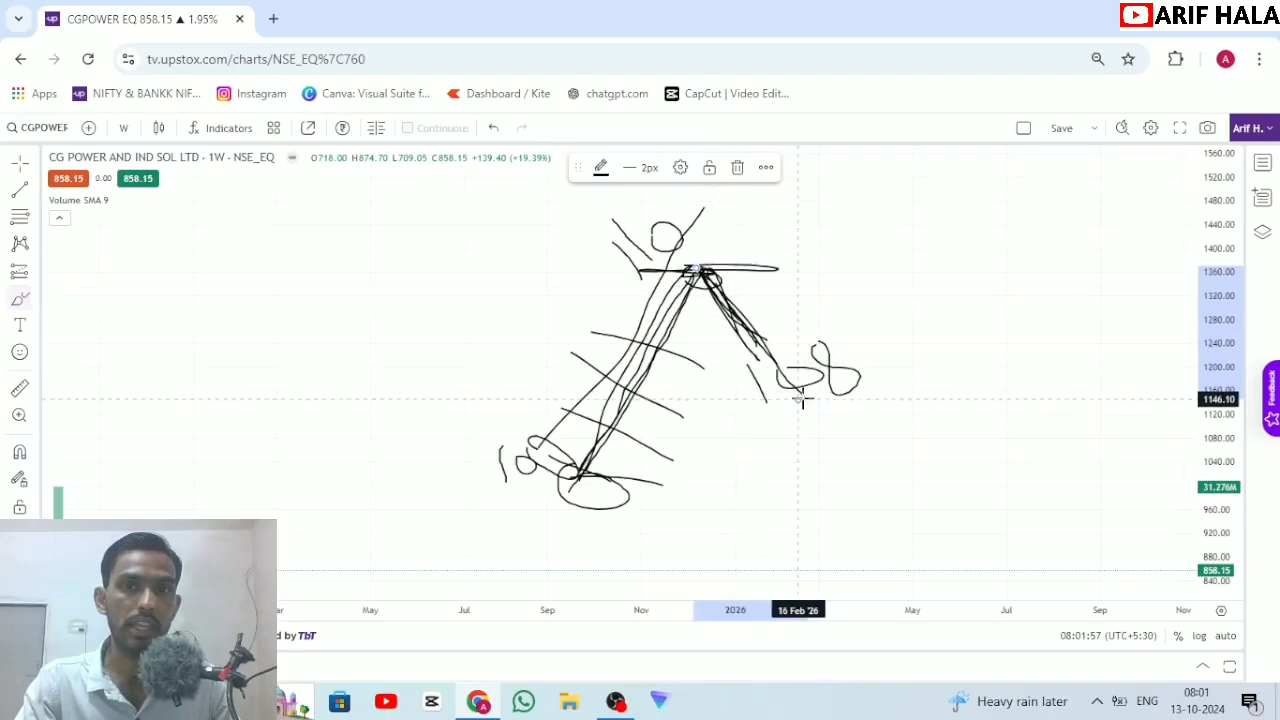 CGPOWER EQ 858.15 ▲ 1.95%
ARIF HALA
tv.upstox.com/charts/NSE_EQ%7C760
A
Apps
NIFTY & BANKK NIF...
Instagram
Canva: Visual Suite f...
Dashboard / Kite
chatgpt.com
CapCut | Video Edit...
CGPOWER
W
Indicators
Continuous
Save
Arif H.
CG POWER AND IND SOL LTD · 1W · NSE_EQ
O718.00 H874.70 L709.05 C858.15 +139.40 (+19.39%)
858.15 0.00 858.15
2px
Volume SMA 9
1560.00
1520.00
1480.00
1440.00
1400.00
1360.00
1320.00
1280.00
1240.00
1200.00
1160.00
1146.10
1120.00
1080.00
1040.00
31.276M
960.00
920.00
880.00
858.15
840.00
Feedback
10
8
May
Jul
Sep
Nov
2026
16 Feb '26
May
Jul
Sep
Nov
by TbT
08:01:57 (UTC+5:30)
% log auto
Heavy rain later
ENG
08:01
13-10-2024